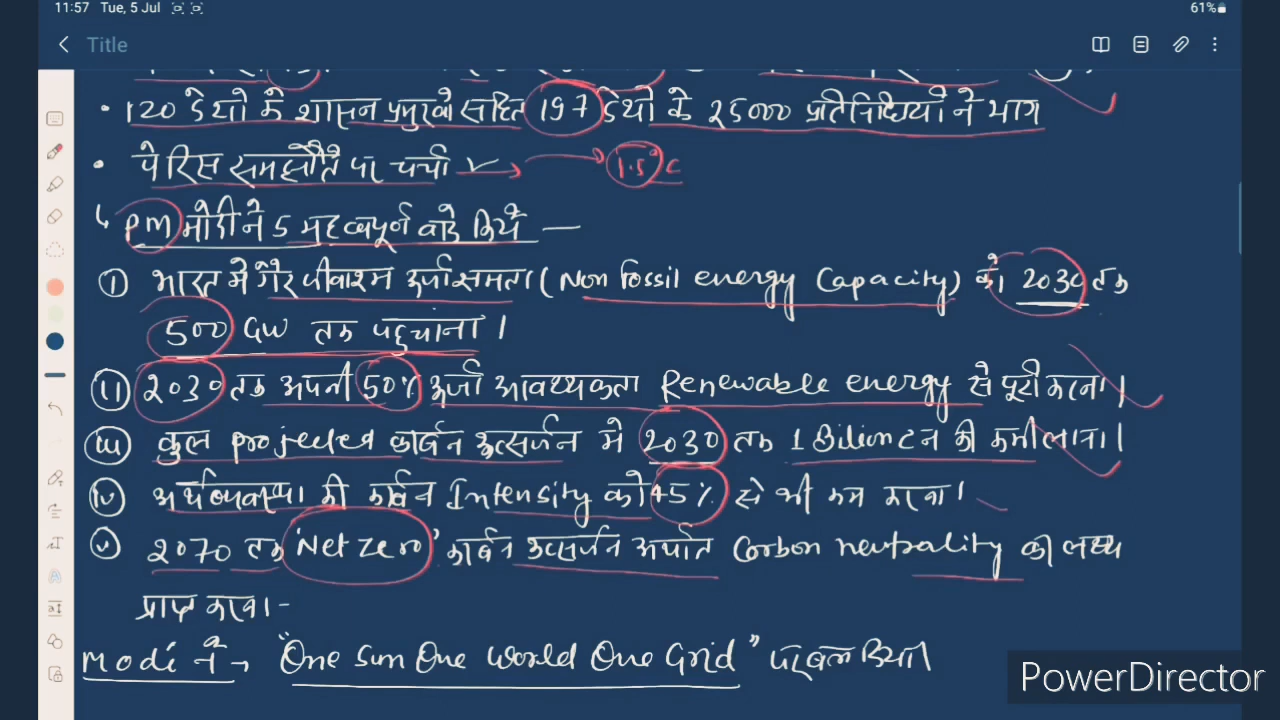 11:57 Tue, 5 Jul
61%
Title
• 120 देशों के शासन प्रमुखों सहित 197 देशों के 25000 प्रतिनिधियों ने भाग
• पेरिस समझौते पर चर्चा 1.5°C
PM मोदी ने 5 महत्वपूर्ण वादे किये —
(i) भारत में गैर जीवाश्म ऊर्जा क्षमता (Non fossil energy Capacity) को 2030 तक
500 GW तक पहुंचाना।
(ii) 2030 तक अपनी 50% ऊर्जा आवश्यकता Renewable energy से पूरी करना।
(iii) कुल projected कार्बन उत्सर्जन में 2030 तक 1 Bilion टन की कमी लाना।
(iv) अर्थव्यवस्था की कार्बन Intensity को 45% से भी कम करना।
(v) 2070 तक 'Net Zero' कार्बन उत्सर्जन अर्थात Carbon neutrality का लक्ष्य
प्राप्त करना।-
Modi ने → "One Sun One World One Grid" पर बल दिया।
PowerDirector